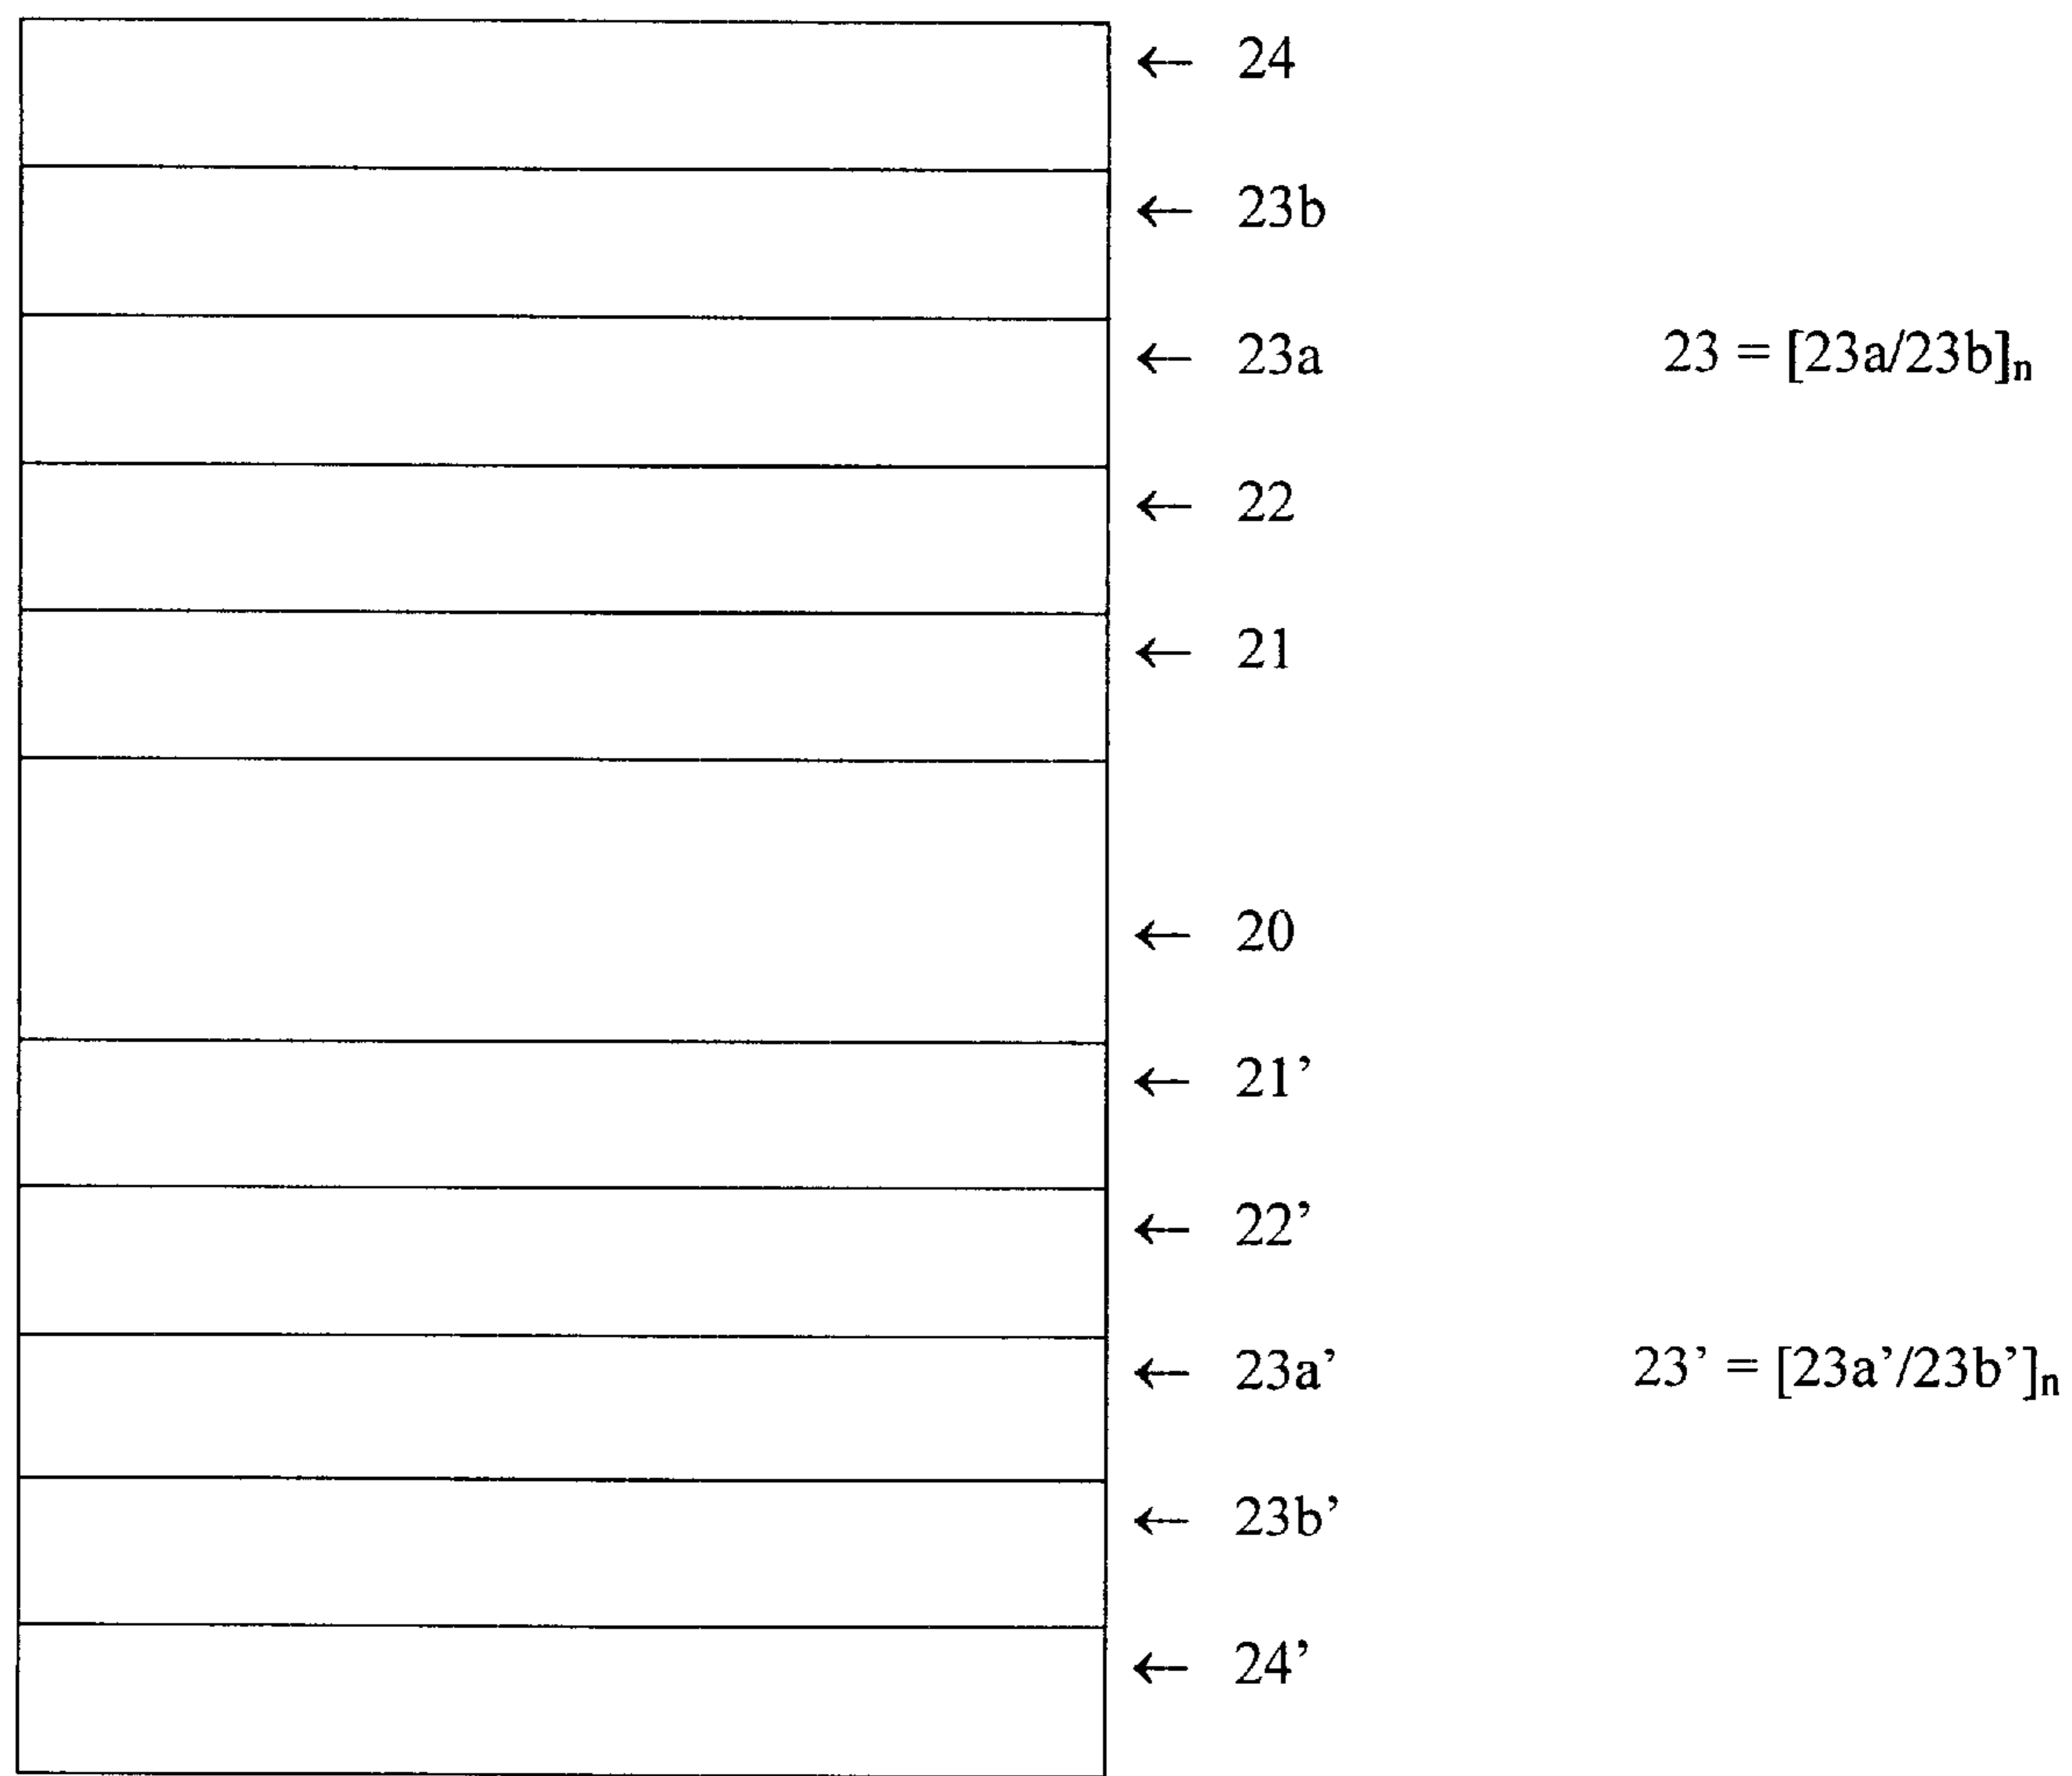 ← 24
← 23b
← 23a 23 = [23a/23b]n
← 22
← 21
← 20
← 21’
← 22’
← 23a’ 23’ = [23a’/23b’]n
← 23b’
← 24’